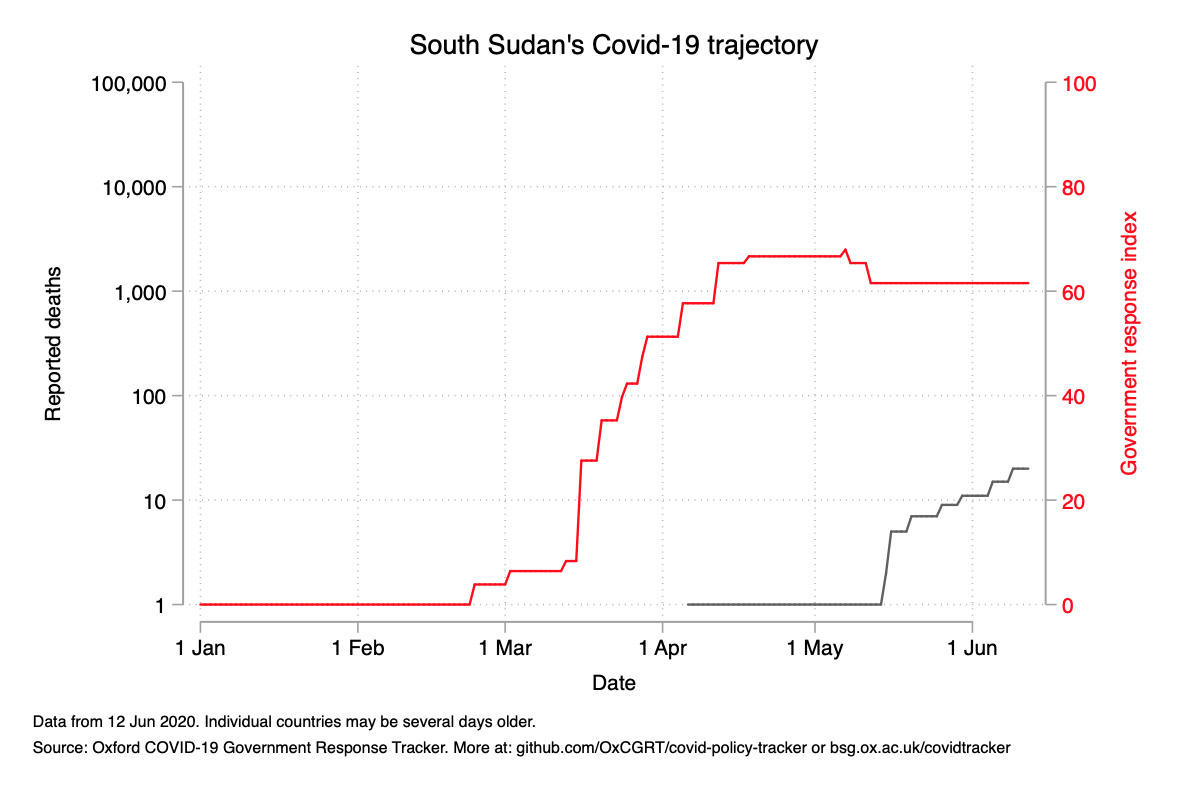 South Sudan's Covid-19 trajectory
100,000
10,000
1,000
100
10
1
Reported deaths
100
80
60
40
20
0
Government response index
1 Jan
1 Feb
1 Mar
1 Apr
1 May
1 Jun
Date
Data from 12 Jun 2020. Individual countries may be several days older.
Source: Oxford COVID-19 Government Response Tracker. More at: github.com/OxCGRT/covid-policy-tracker or bsg.ox.ac.uk/covidtracker